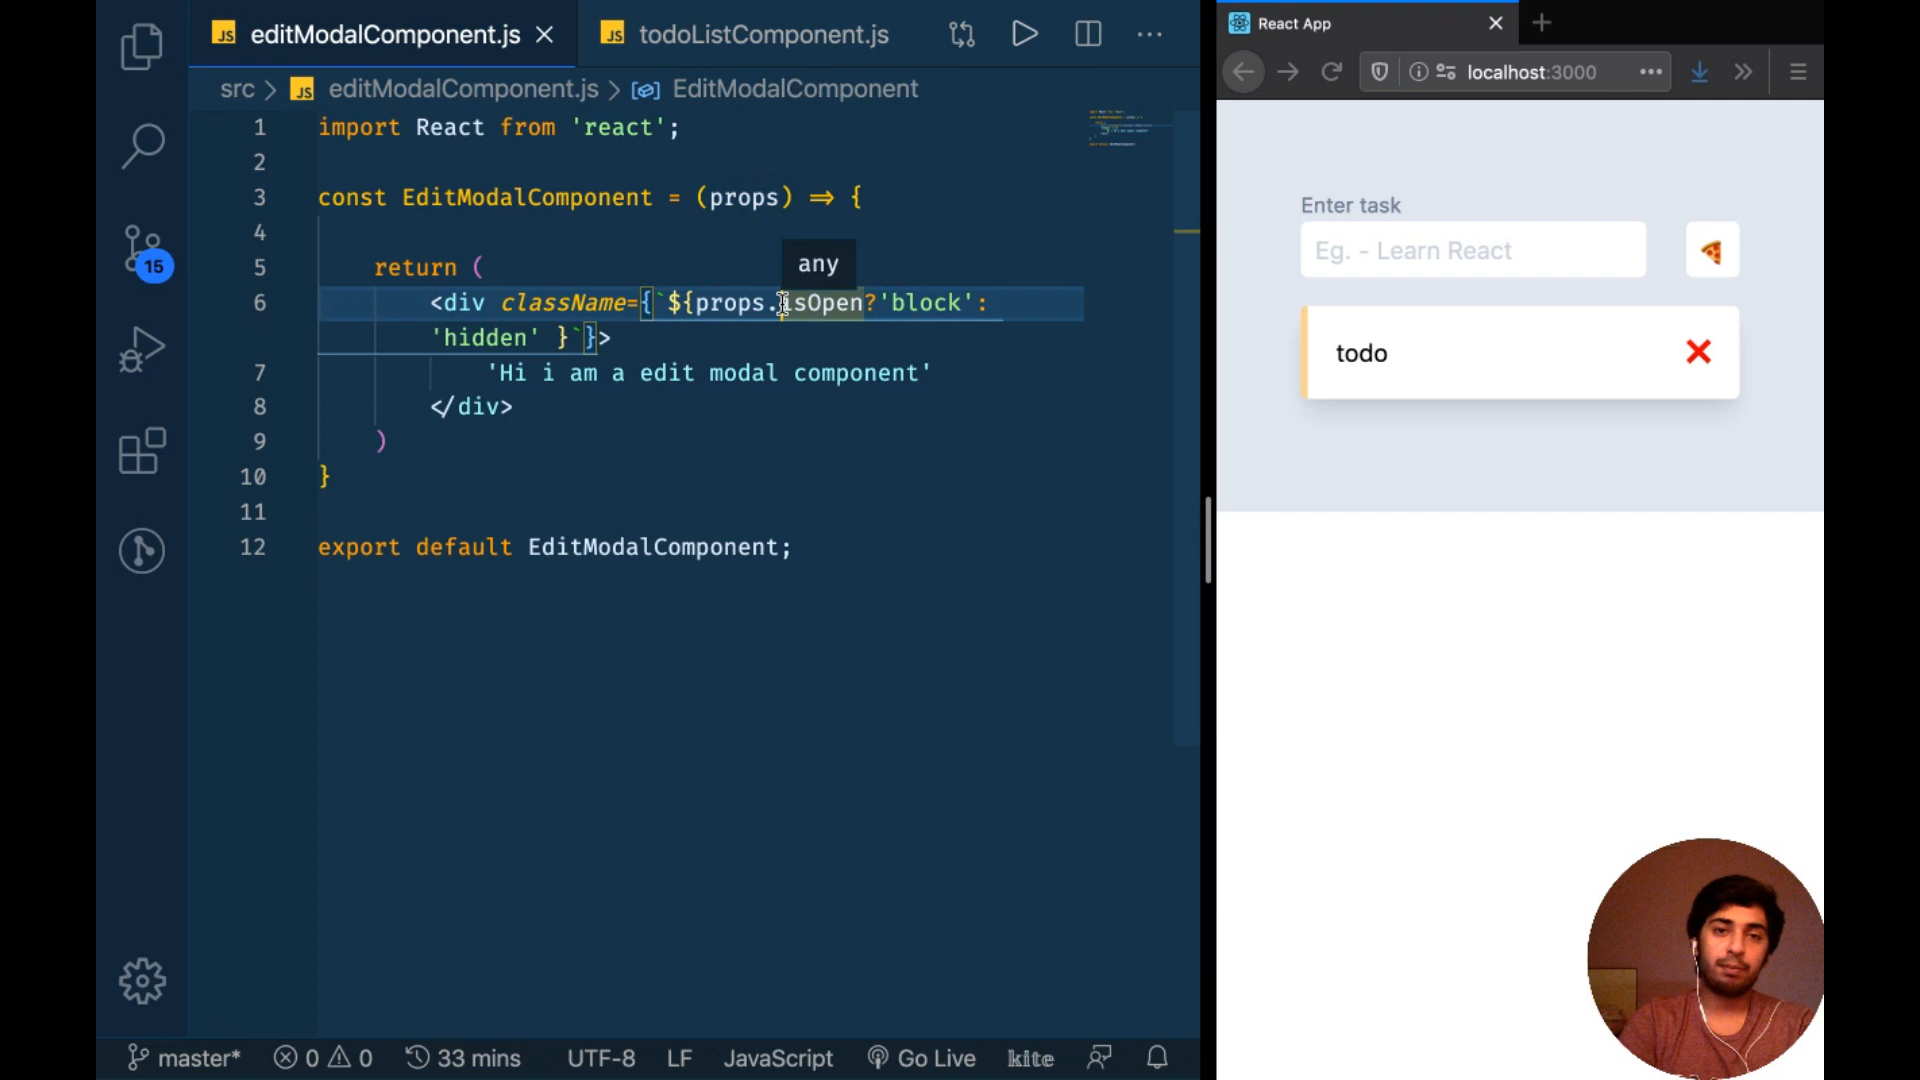 JS editModalComponent.js
JS todoListComponent.js
src > JS editModalComponent.js > EditModalComponent
1 import React from 'react';
2
3 const EditModalComponent = (props) => {
4
any
5 return (
6 <div className={`${props.isOpen?'block':
'hidden' }`}>
7 'Hi i am a edit modal component'
8 </div>
9 )
10 }
11
12 export default EditModalComponent;
15
master* 0 0 33 mins UTF-8 LF JavaScript Go Live kite
React App
localhost:3000
Enter task
Eg. - Learn React
todo